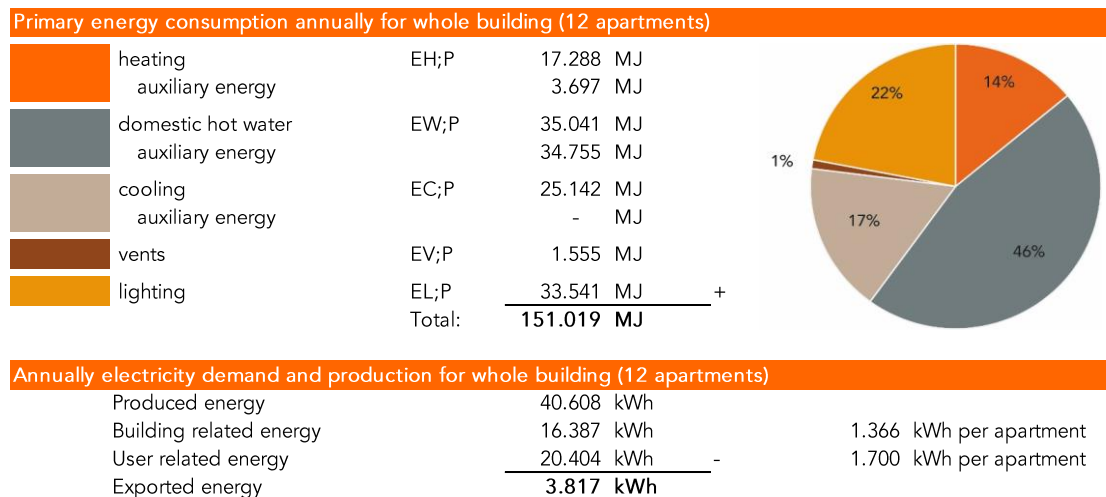 Primary energy consumption annually for whole building (12 apartments)
heating EH;P 17.288 MJ
auxiliary energy 3.697 MJ
domestic hot water EW;P 35.041 MJ
auxiliary energy 34.755 MJ
cooling EC;P 25.142 MJ
auxiliary energy - MJ
vents EV;P 1.555 MJ
lighting EL;P 33.541 MJ +
Total: 151.019 MJ
14%
22%
1%
17%
46%
Annually electricity demand and production for whole building (12 apartments)
Produced energy 40.608 kWh
Building related energy 16.387 kWh 1.366 kWh per apartment
User related energy 20.404 kWh - 1.700 kWh per apartment
Exported energy 3.817 kWh